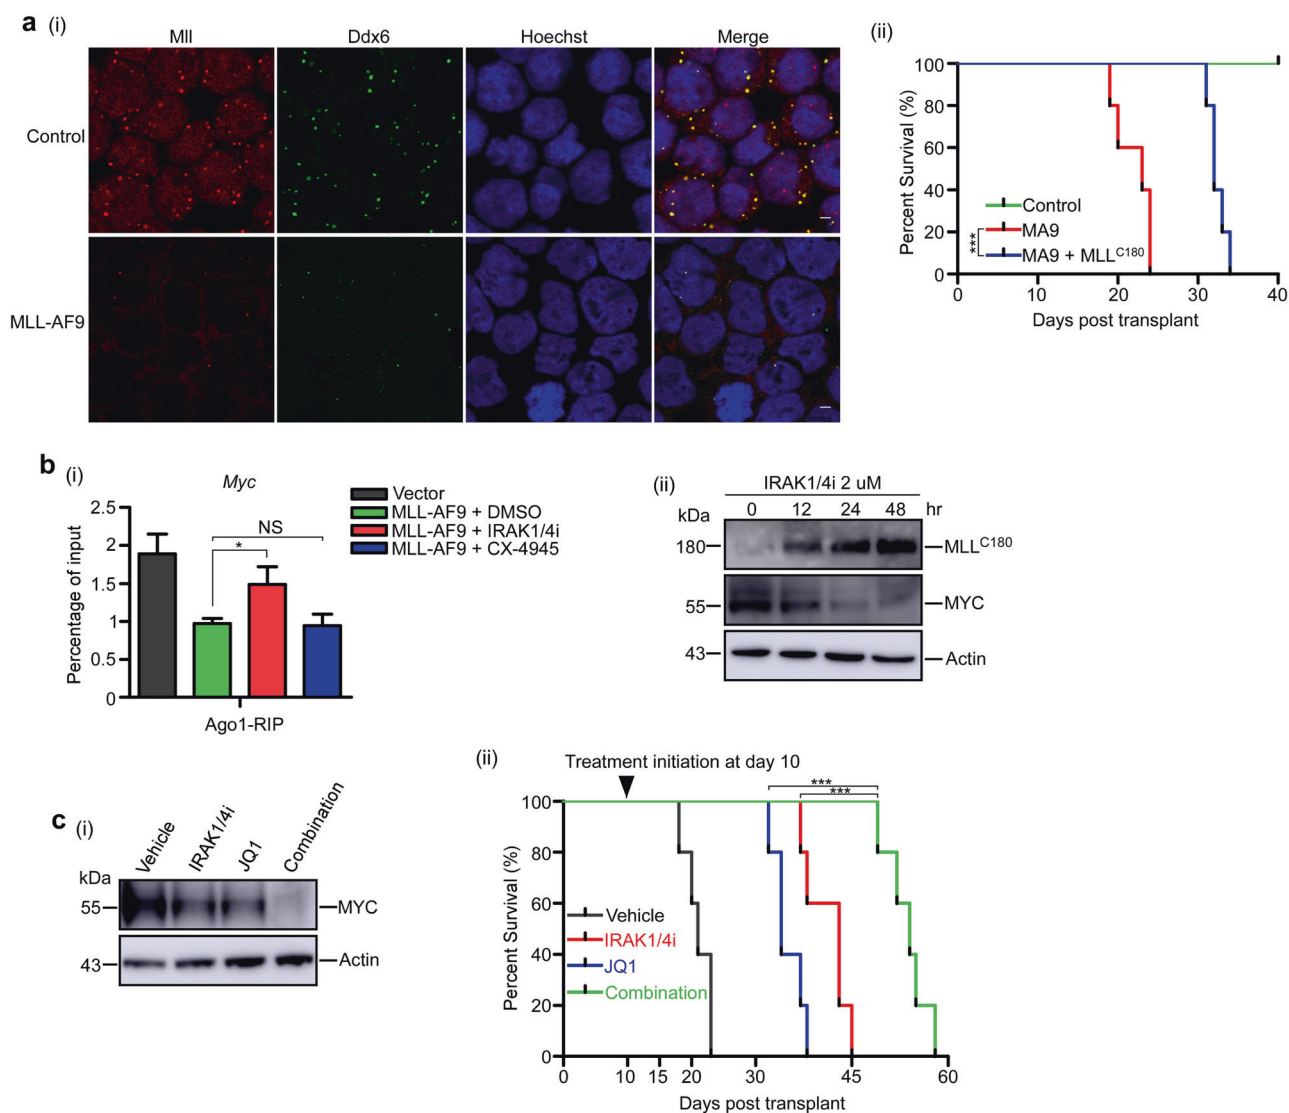 a (i)
Mll Ddx6 Hoechst Merge
Control
MLL-AF9
(ii)
Percent Survival (%)
100
80
60
40
20
0
Control
MA9
MA9 + MLLC180
***
0 10 20 30 40
Days post transplant
b (i)
Myc
Percentage of input
2.5
2
1.5
1
0.5
0
NS
*
Vector
MLL-AF9 + DMSO
MLL-AF9 + IRAK1/4i
MLL-AF9 + CX-4945
Ago1-RIP
(ii)
IRAK1/4i 2 uM
0 12 24 48 hr
kDa
180 MLLC180
55 MYC
43 Actin
c (i)
Vehicle IRAK1/4i JQ1 Combination
kDa
55 MYC
43 Actin
(ii)
Treatment initiation at day 10
***
***
Percent Survival (%)
100
80
60
40
20
0
Vehicle
IRAK1/4i
JQ1
Combination
0 10 15 20 30 45 60
Days post transplant